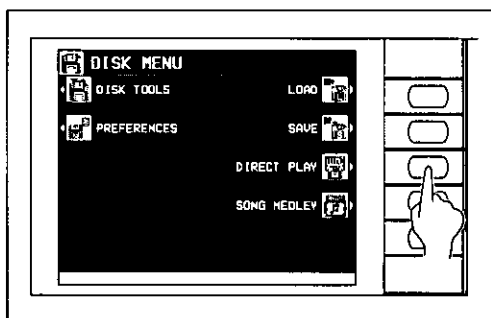 DISK MENU
DISK TOOLS LOAD
PREFERENCES SAVE
DIRECT PLAY
SONG MEDLEY